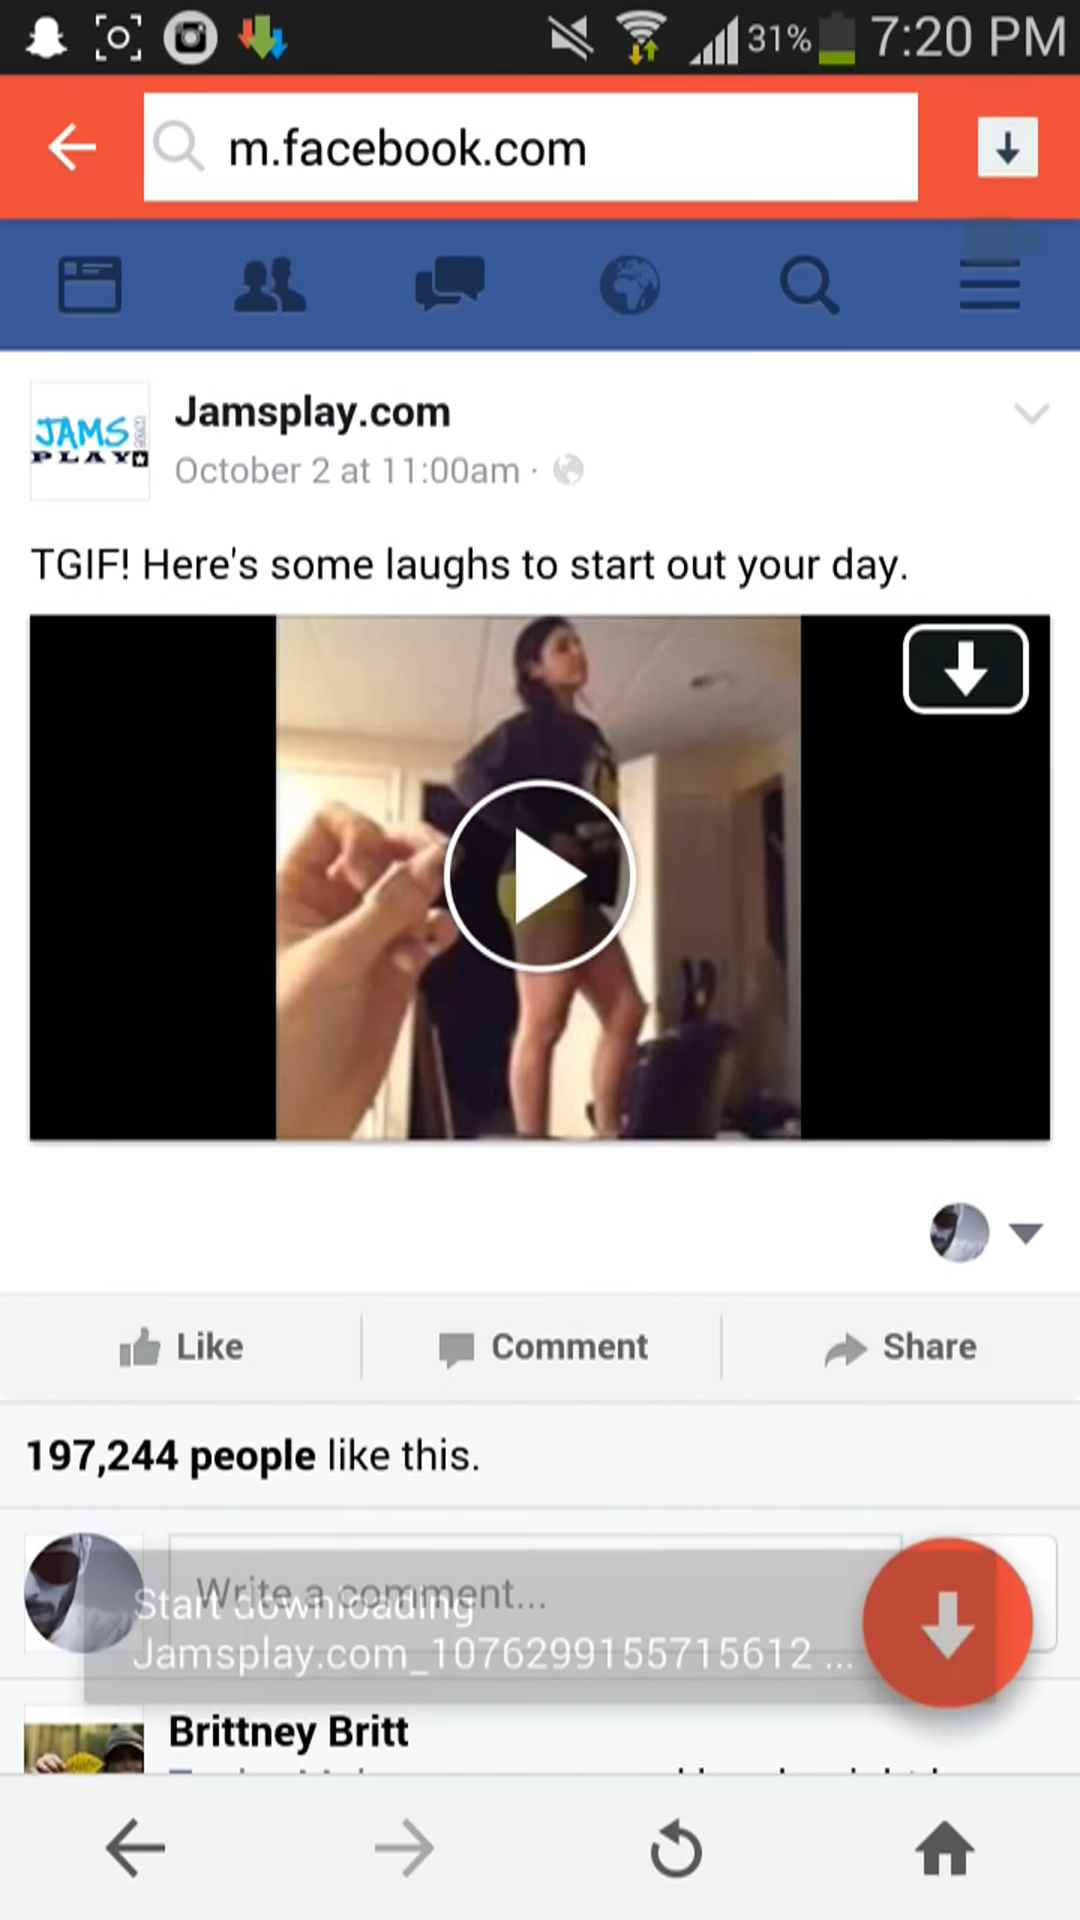 31% 7:20 PM
m.facebook.com
JAMS .COM
PLAY
Jamsplay.com
October 2 at 11:00am ·
TGIF! Here's some laughs to start out your day.
Like Comment Share
197,244 people like this.
Write a comment...
Start downloading
Jamsplay.com_1076299155715612 ...
Brittney Britt